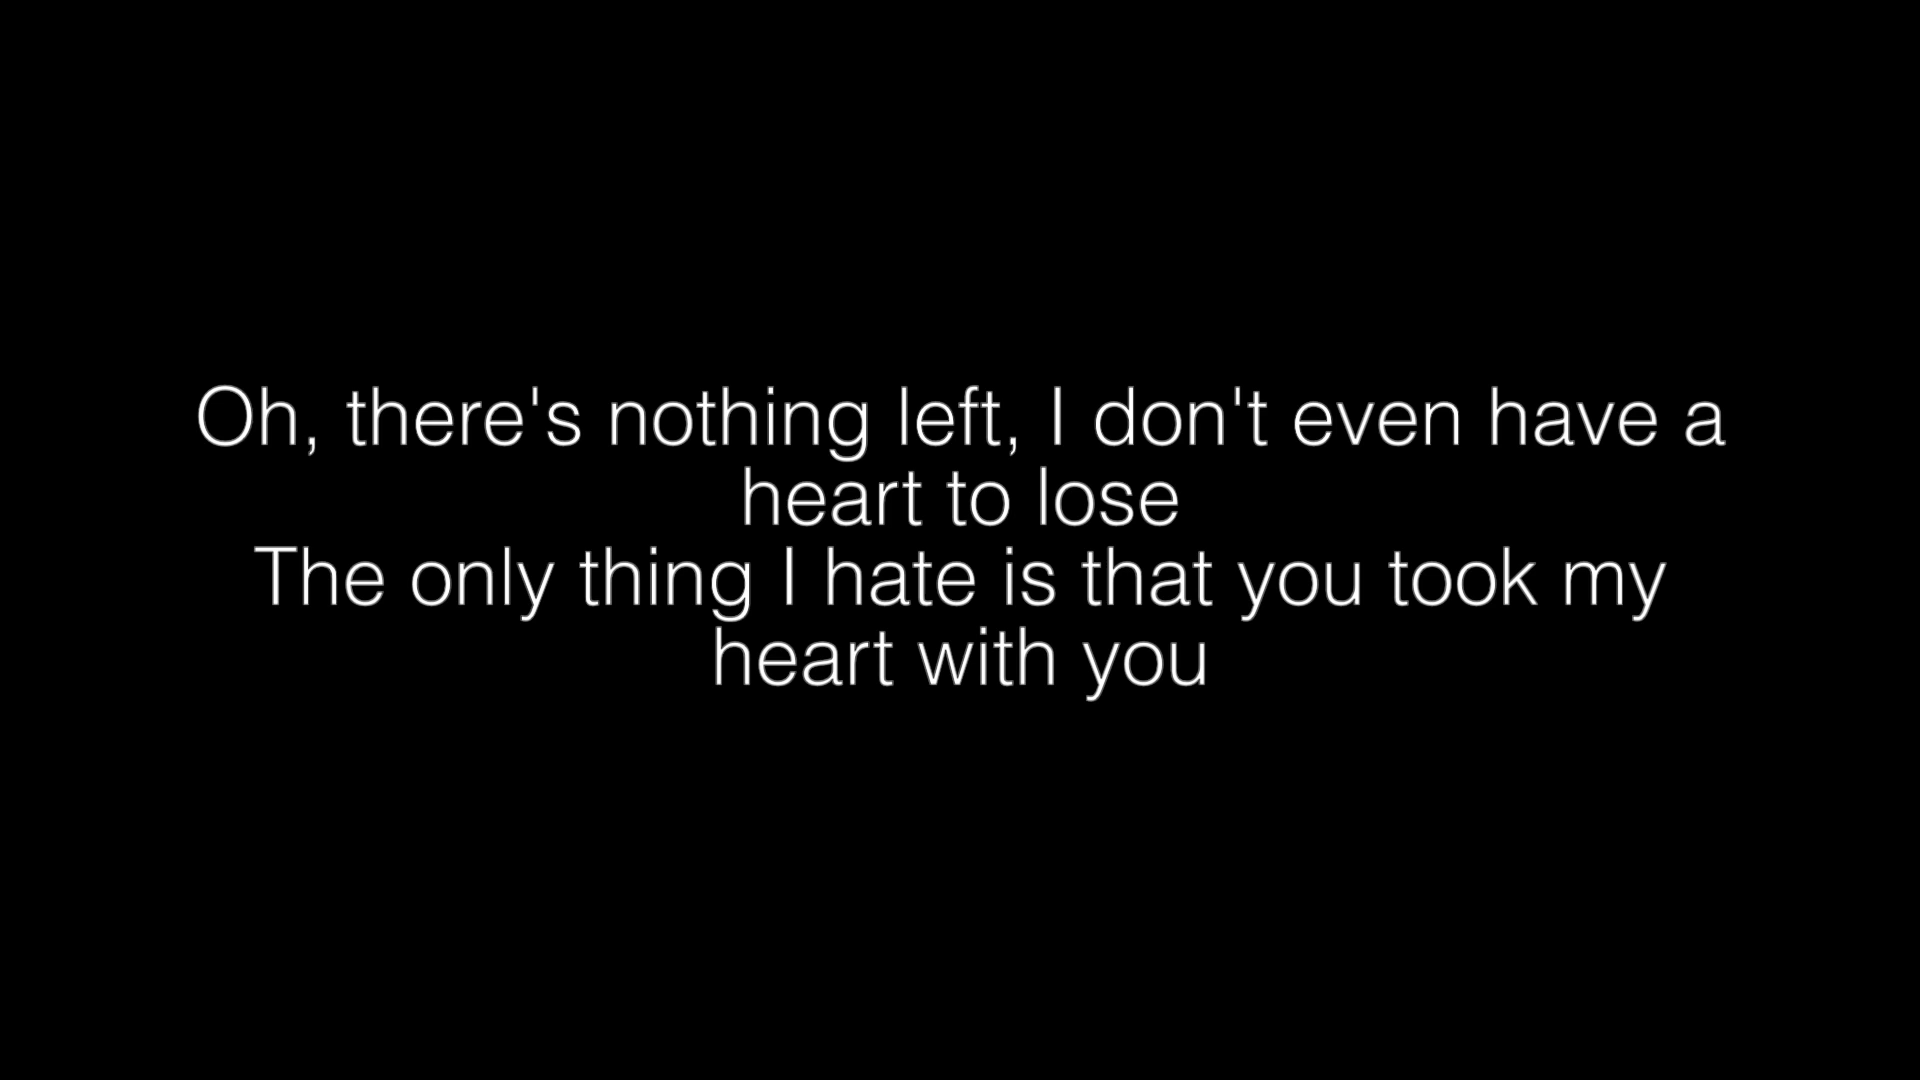 Oh, there's nothing left, I don't even have a
heart to lose
The only thing I hate is that you took my
heart with you